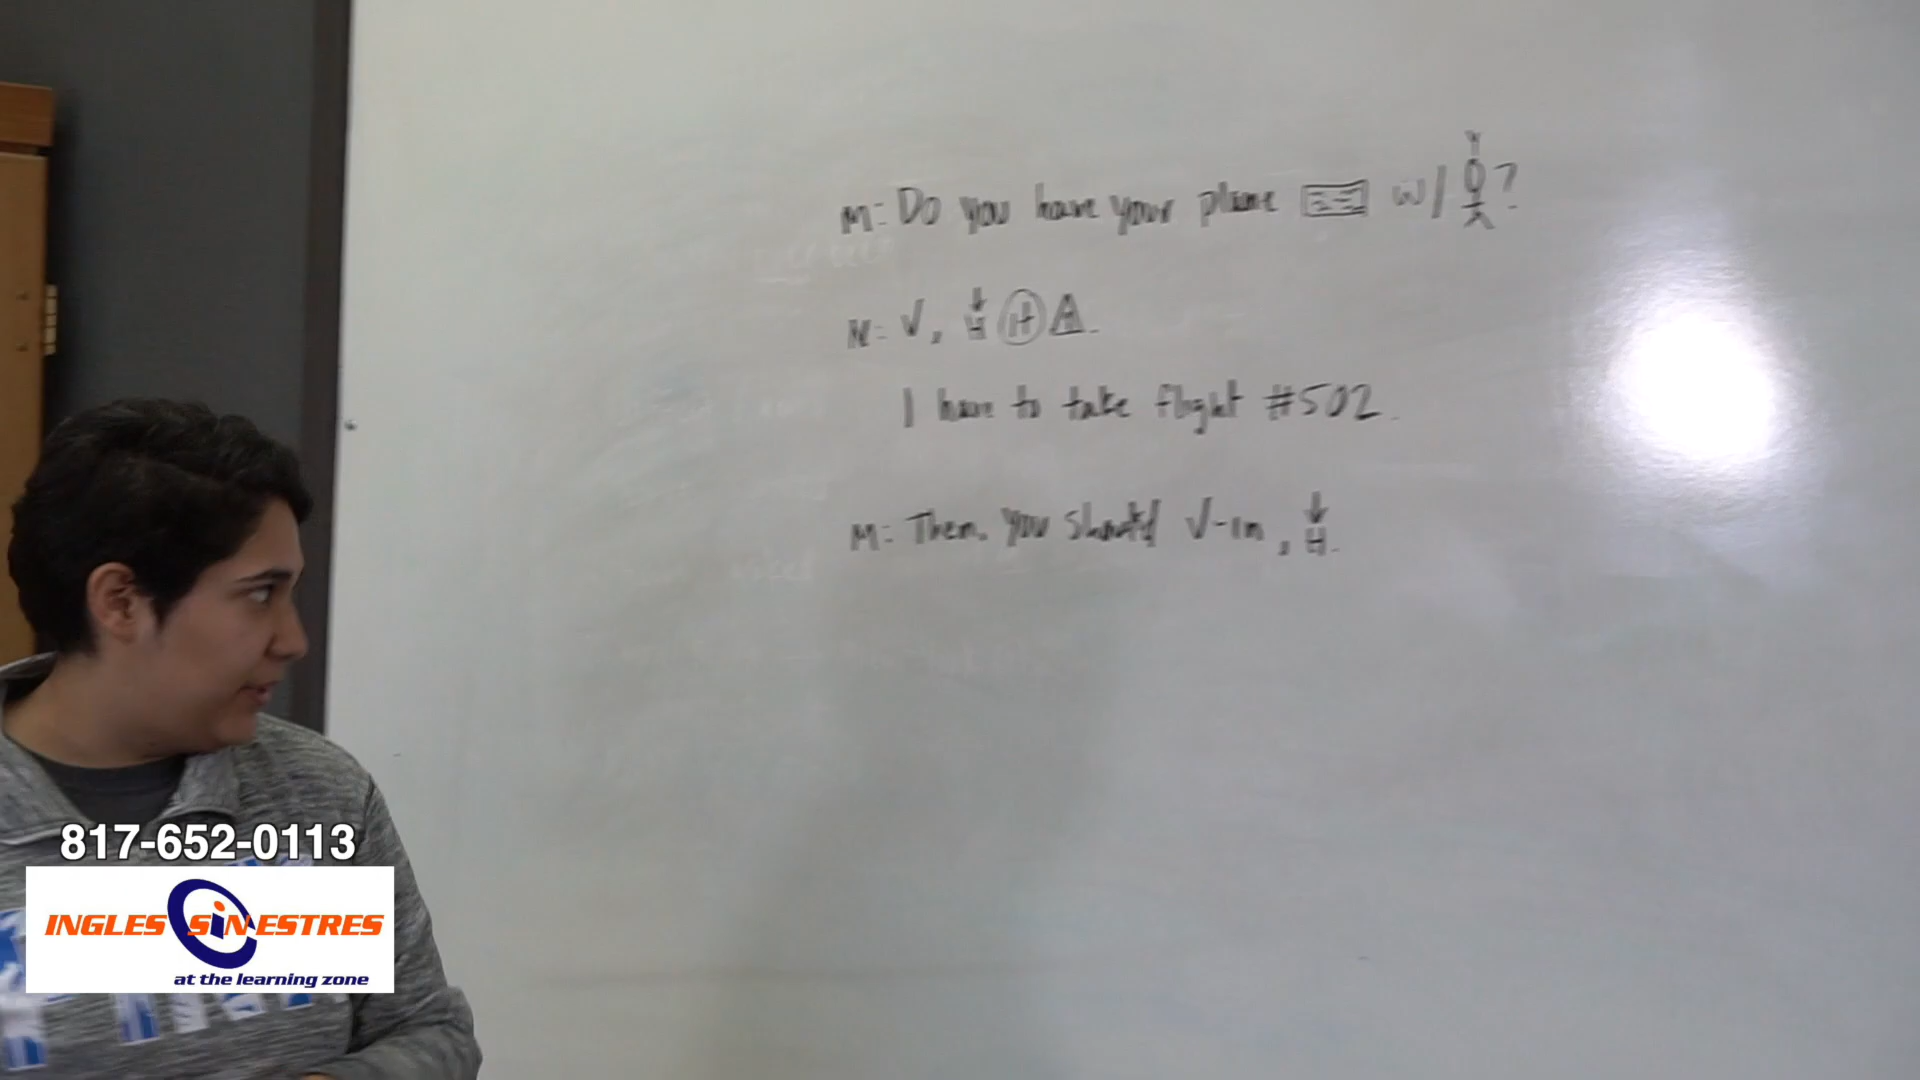 M: Do you have your plane w/ ?
N: √, H H A.
I have to take flight #502.
M: Then, you should √-in, ↓ H.
817-652-0113
INGLES SiN ESTRES
at the learning zone